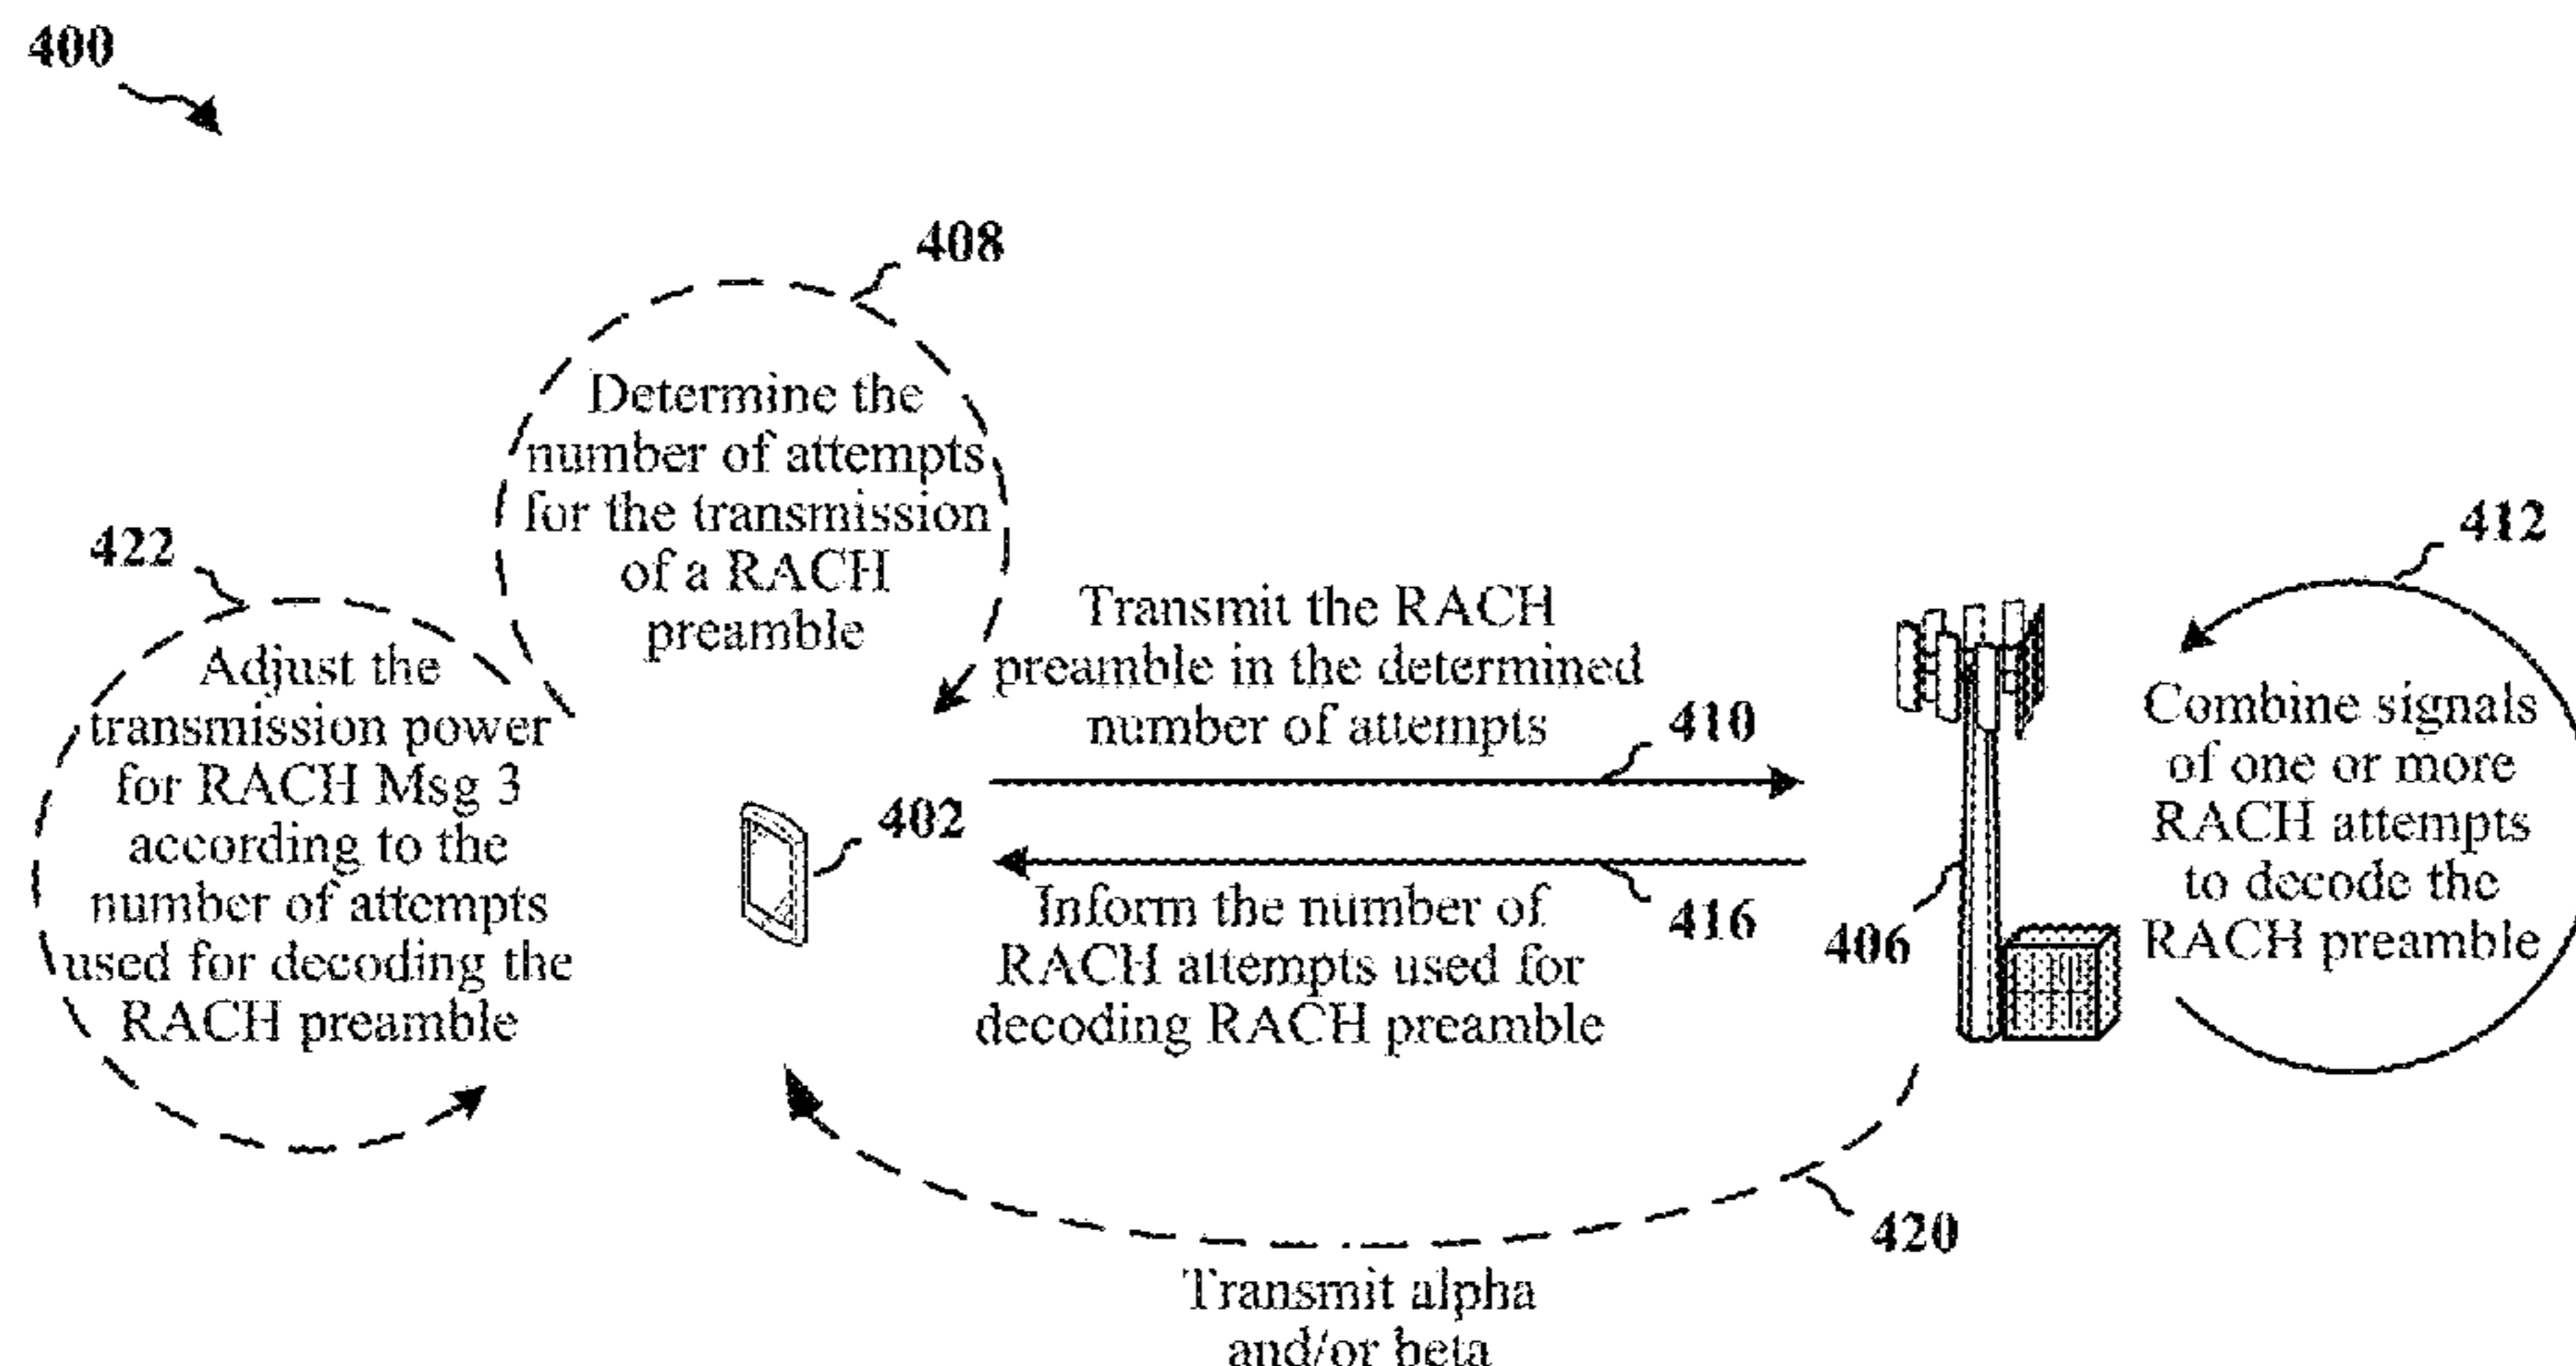 400
408
Determine the
number of attempts
for the transmission
of a RACH
preamble
422
Adjust the
transmission power
for RACH Msg 3
according to the
number of attempts
used for decoding the
RACH preamble
Transmit the RACH
preamble in the determined
number of attempts
410
402
416
Inform the number of
RACH attempts used for
decoding RACH preamble
406
412
Combine signals
of one or more
RACH attempts
to decode the
RACH preamble
420
Transmit alpha
and/or beta